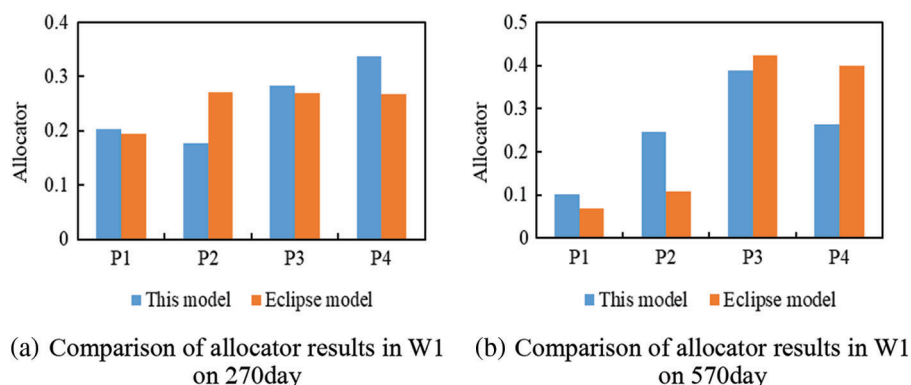 0.4
0.3
0.2
0.1
0
Allocator
P1 P2 P3 P4
This model Eclipse model
(a) Comparison of allocator results in W1
on 270day
0.5
0.4
0.3
0.2
0.1
0
Allocator
P1 P2 P3 P4
This model Eclipse model
(b) Comparison of allocator results in W1
on 570day